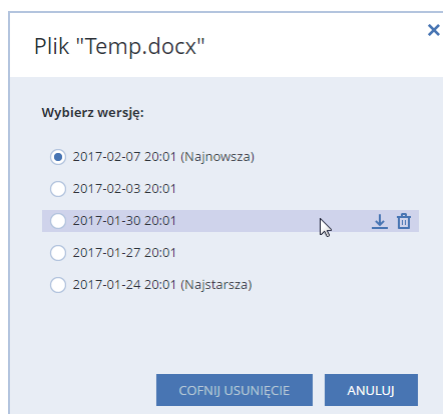 Plik "Temp.docx"
Wybierz wersję:
2017-02-07 20:01 (Najnowsza)
2017-02-03 20:01
2017-01-30 20:01
2017-01-27 20:01
2017-01-24 20:01 (Najstarsza)
COFNIJ USUNIĘCIE
ANULUJ